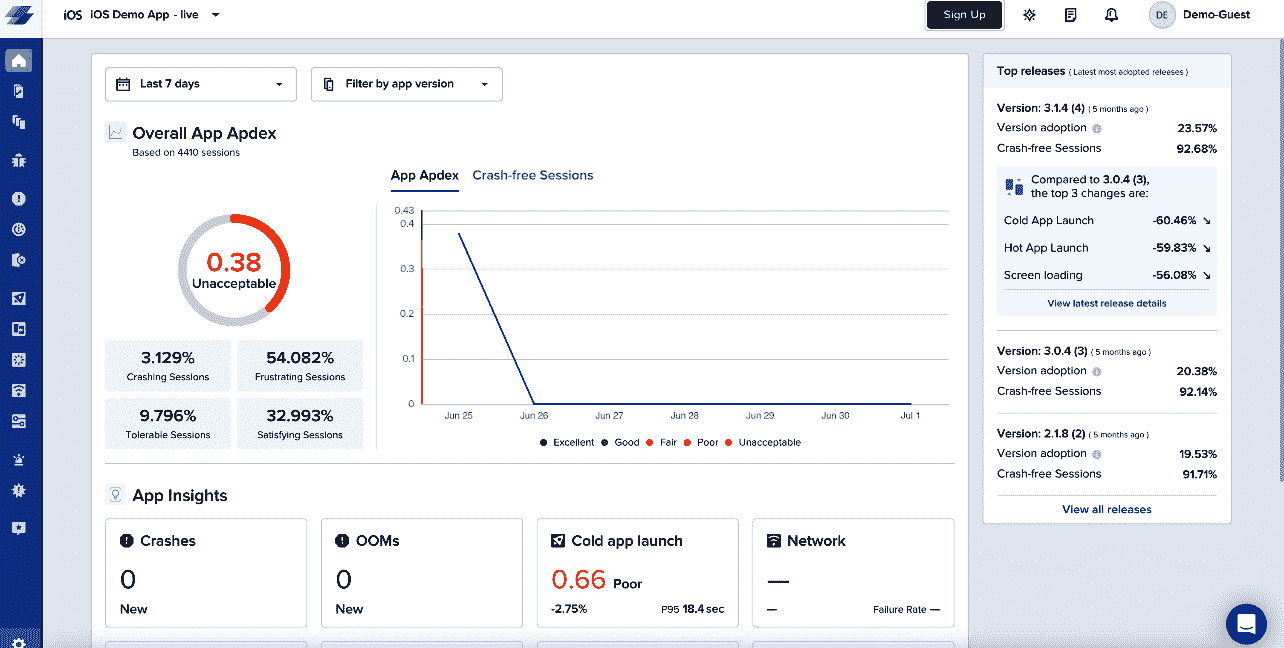 iOS iOS Demo App - live
Sign Up
DE Demo-Guest
Last 7 days
Filter by app version
Overall App Apdex
Based on 4410 sessions
0.38
Unacceptable
3.129%
Crashing Sessions
54.082%
Frustrating Sessions
9.796%
Tolerable Sessions
32.993%
Satisfying Sessions
App Apdex Crash-free Sessions
0.43
0.4
0.3
0.2
0.1
0
Jun 25 Jun 26 Jun 27 Jun 28 Jun 29 Jun 30 Jul 1
Excellent Good Fair Poor Unacceptable
App Insights
Crashes
0
New
OOMs
0
New
Cold app launch
0.66 Poor
-2.75% P95 18.4 sec
Network
—
— Failure Rate —
Top releases ( Latest most adopted releases )
Version: 3.1.4 (4) ( 5 months ago )
Version adoption 23.57%
Crash-free Sessions 92.68%
Compared to 3.0.4 (3),
the top 3 changes are:
Cold App Launch -60.46% ↘
Hot App Launch -59.83% ↘
Screen loading -56.08% ↘
View latest release details
Version: 3.0.4 (3) ( 5 months ago )
Version adoption 20.38%
Crash-free Sessions 92.14%
Version: 2.1.8 (2) ( 5 months ago )
Version adoption 19.53%
Crash-free Sessions 91.71%
View all releases